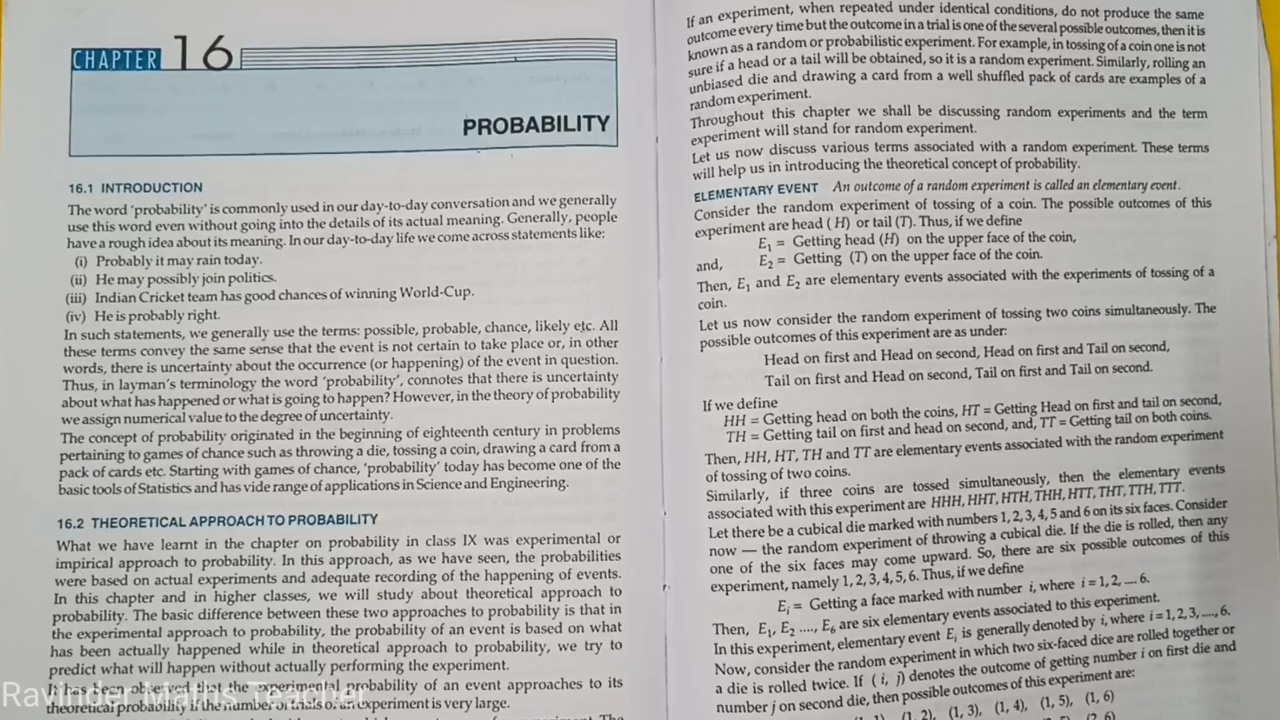 CHAPTER 16
PROBABILITY
16.1 INTRODUCTION
The word 'probability' is commonly used in our day-to-day conversation and we generally
use this word even without going into the details of its actual meaning. Generally, people
have a rough idea about its meaning. In our day-to-day life we come across statements like:
(i) Probably it may rain today.
(ii) He may possibly join politics.
(iii) Indian Cricket team has good chances of winning World-Cup.
(iv) He is probably right.
In such statements, we generally use the terms: possible, probable, chance, likely etc. All
these terms convey the same sense that the event is not certain to take place or, in other
words, there is uncertainty about the occurrence (or happening) of the event in question.
Thus, in layman's terminology the word 'probability', connotes that there is uncertainty
about what has happened or what is going to happen? However, in the theory of probability
we assign numerical value to the degree of uncertainty.
The concept of probability originated in the beginning of eighteenth century in problems
pertaining to games of chance such as throwing a die, tossing a coin, drawing a card from a
pack of cards etc. Starting with games of chance, 'probability' today has become one of the
basic tools of Statistics and has vide range of applications in Science and Engineering.
16.2 THEORETICAL APPROACH TO PROBABILITY
What we have learnt in the chapter on probability in class IX was experimental or
impirical approach to probability. In this approach, as we have seen, the probabilities
were based on actual experiments and adequate recording of the happening of events.
In this chapter and in higher classes, we will study about theoretical approach to
probability. The basic difference between these two approaches to probability is that in
the experimental approach to probability, the probability of an event is based on what
has been actually happened while in theoretical approach to probability, we try to
predict what will happen without actually performing the experiment.
It has been observed that the experimental probability of an event approaches to its
theoretical probability if the number of trials of an experiment is very large.
Ravinder Maths Teacher
If an experiment, when repeated under identical conditions, do not produce the same
outcome every time but the outcome in a trial is one of the several possible outcomes, then it is
known as a random or probabilistic experiment. For example, in tossing of a coin one is not
sure if a head or a tail will be obtained, so it is a random experiment. Similarly, rolling an
unbiased die and drawing a card from a well shuffled pack of cards are examples of a
random experiment.
Throughout this chapter we shall be discussing random experiments and the term
experiment will stand for random experiment.
Let us now discuss various terms associated with a random experiment. These terms
will help us in introducing the theoretical concept of probability.
ELEMENTARY EVENT An outcome of a random experiment is called an elementary event.
Consider the random experiment of tossing of a coin. The possible outcomes of this
experiment are head (H) or tail (T). Thus, if we define
E₁ = Getting head (H) on the upper face of the coin,
and, E₂ = Getting (T) on the upper face of the coin.
Then, E₁ and E₂ are elementary events associated with the experiments of tossing of a
coin.
Let us now consider the random experiment of tossing two coins simultaneously. The
possible outcomes of this experiment are as under:
Head on first and Head on second, Head on first and Tail on second,
Tail on first and Head on second, Tail on first and Tail on second.
If we define
HH = Getting head on both the coins, HT = Getting Head on first and tail on second,
TH = Getting tail on first and head on second, and, TT = Getting tail on both coins.
Then, HH, HT, TH and TT are elementary events associated with the random experiment
of tossing of two coins.
Similarly, if three coins are tossed simultaneously, then the elementary events
associated with this experiment are HHH, HHT, HTH, THH, HTT, THT, TTH, TTT.
Let there be a cubical die marked with numbers 1, 2, 3, 4, 5 and 6 on its six faces. Consider
now — the random experiment of throwing a cubical die. If the die is rolled, then any
one of the six faces may come upward. So, there are six possible outcomes of this
experiment, namely 1, 2, 3, 4, 5, 6. Thus, if we define
Eᵢ = Getting a face marked with number i, where i = 1, 2, .... 6.
Then, E₁, E₂ ...., E₆ are six elementary events associated to this experiment.
In this experiment, elementary event Eᵢ is generally denoted by i, where i = 1, 2, 3, ...., 6.
Now, consider the random experiment in which two six-faced dice are rolled together or
a die is rolled twice. If (i, j) denotes the outcome of getting number i on first die and
number j on second die, then possible outcomes of this experiment are:
(1, 2), (1, 3), (1, 4), (1, 5), (1, 6)